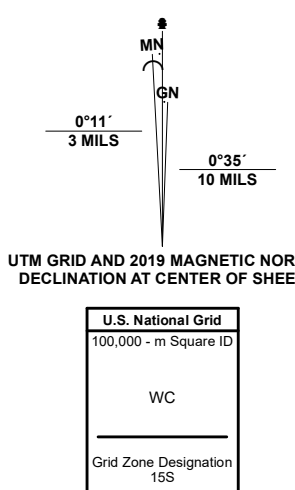 MN
GN
0°11´
3 MILS
0°35´
10 MILS
UTM GRID AND 2019 MAGNETIC NOR
DECLINATION AT CENTER OF SHEE
U.S. National Grid
100,000 - m Square ID
WC
Grid Zone Designation
15S